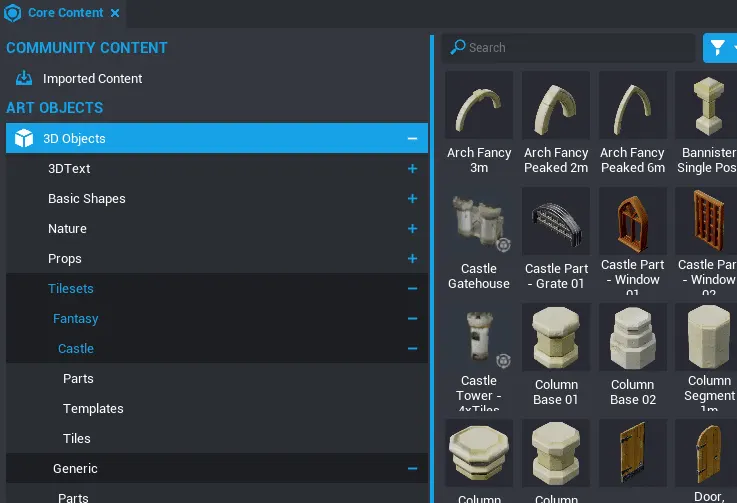 Core Content
COMMUNITY CONTENT
Imported Content
ART OBJECTS
3D Objects
3DText
Basic Shapes
Nature
Props
Tilesets
Fantasy
Castle
Parts
Templates
Tiles
Generic
Parts
Search
Arch Fancy
3m
Arch Fancy
Peaked 2m
Arch Fancy
Peaked 6m
Bannister
Single Pos
Castle
Gatehouse
Castle Part
- Grate 01
Castle Part
- Window
01
Castle Par
- Window
02
Castle
Tower -
4xTiles
Column
Base 01
Column
Base 02
Column
Segment
1m
Column
Column
Door,